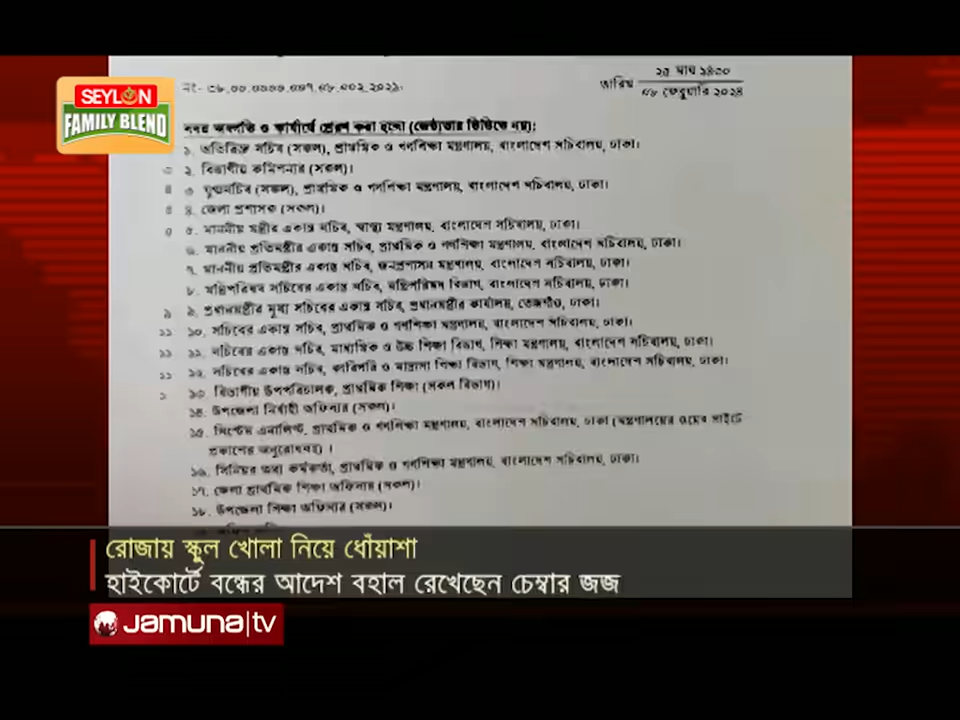 ২৫ মাঘ ১৪৩০
নং- ৩৮.০০.০০০০.০০৭.
তারিখ
০৮ ফেব্রুয়ারি ২০২৪
SEYLON
FAMILY BLEND
সদয় অবগতি ও কার্যার্থে প্রেরণ করা হলো (জ্যেষ্ঠতার ভিত্তিতে নয়):
১. অতিরিক্ত সচিব (সকল), প্রাথমিক ও গণশিক্ষা মন্ত্রণালয়, বাংলাদেশ সচিবালয়, ঢাকা।
২. বিভাগীয় কমিশনার (সকল)।
৩. যুগ্মসচিব (সকল), প্রাথমিক ও গণশিক্ষা মন্ত্রণালয়, বাংলাদেশ সচিবালয়, ঢাকা।
৪. জেলা প্রশাসক (সকল)।
৫. মাননীয় মন্ত্রীর একান্ত সচিব, স্বাস্থ্য মন্ত্রণালয়, বাংলাদেশ সচিবালয়, ঢাকা।
৬. মাননীয় প্রতিমন্ত্রীর একান্ত সচিব, প্রাথমিক ও গণশিক্ষা মন্ত্রণালয়, বাংলাদেশ সচিবালয়, ঢাকা।
৭. মাননীয় প্রতিমন্ত্রীর একান্ত সচিব, জনপ্রশাসন মন্ত্রণালয়, বাংলাদেশ সচিবালয়, ঢাকা।
৮. মন্ত্রিপরিষদ সচিবের একান্ত সচিব, মন্ত্রিপরিষদ বিভাগ, বাংলাদেশ সচিবালয়, ঢাকা।
৯. প্রধানমন্ত্রীর মুখ্য সচিবের একান্ত সচিব, প্রধানমন্ত্রীর কার্যালয়, তেজগাঁও, ঢাকা।
১০. সচিবের একান্ত সচিব, প্রাথমিক ও গণশিক্ষা মন্ত্রণালয়, বাংলাদেশ সচিবালয়, ঢাকা।
১১. সচিবের একান্ত সচিব, মাধ্যমিক ও উচ্চ শিক্ষা বিভাগ, শিক্ষা মন্ত্রণালয়, বাংলাদেশ সচিবালয়, ঢাকা।
১২. সচিবের একান্ত সচিব, কারিগরি ও মাদ্রাসা শিক্ষা বিভাগ, শিক্ষা মন্ত্রণালয়, বাংলাদেশ সচিবালয়, ঢাকা।
১৩. বিভাগীয় উপপরিচালক, প্রাথমিক শিক্ষা (সকল বিভাগ)।
১৪. উপজেলা নির্বাহী অফিসার (সকল)।
১৫. সিস্টেম এনালিস্ট, প্রাথমিক ও গণশিক্ষা মন্ত্রণালয়, বাংলাদেশ সচিবালয়, ঢাকা (মন্ত্রণালয়ের ওয়েব সাইটে
প্রকাশের অনুরোধসহ) ।
১৬. সিনিয়র তথ্য কর্মকর্তা, প্রাথমিক ও গণশিক্ষা মন্ত্রণালয়, বাংলাদেশ সচিবালয়, ঢাকা।
১৭. জেলা প্রাথমিক শিক্ষা অফিসার (সকল)।
১৮. উপজেলা শিক্ষা অফিসার (সকল)।
রোজায় স্কুল খোলা নিয়ে ধোঁয়াশা
হাইকোর্টে বন্ধের আদেশ বহাল রেখেছেন চেম্বার জজ
Jamuna|tv